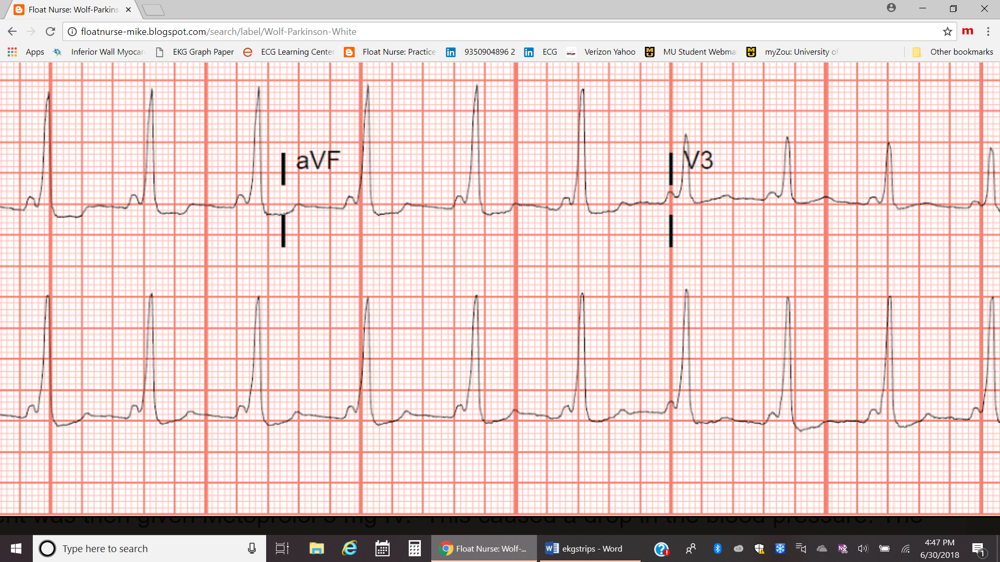 Float Nurse: Wolf-Parkins
floatnurse-mike.blogspot.com/search/label/Wolf-Parkinson-White
m
Apps Inferior Wall Myocar EKG Graph Paper ECG Learning Center Float Nurse: Practice 9350904896 2 ECG Verizon Yahoo MU Student Webma myZou: University of Other bookmarks
aVF V3
ent was then given Metoprolol 5 mg IV. This caused a drop in the blood pressure. The
Type here to search Float Nurse: Wolf-... ekgstrips - Word 4:47 PM
6/30/2018 1